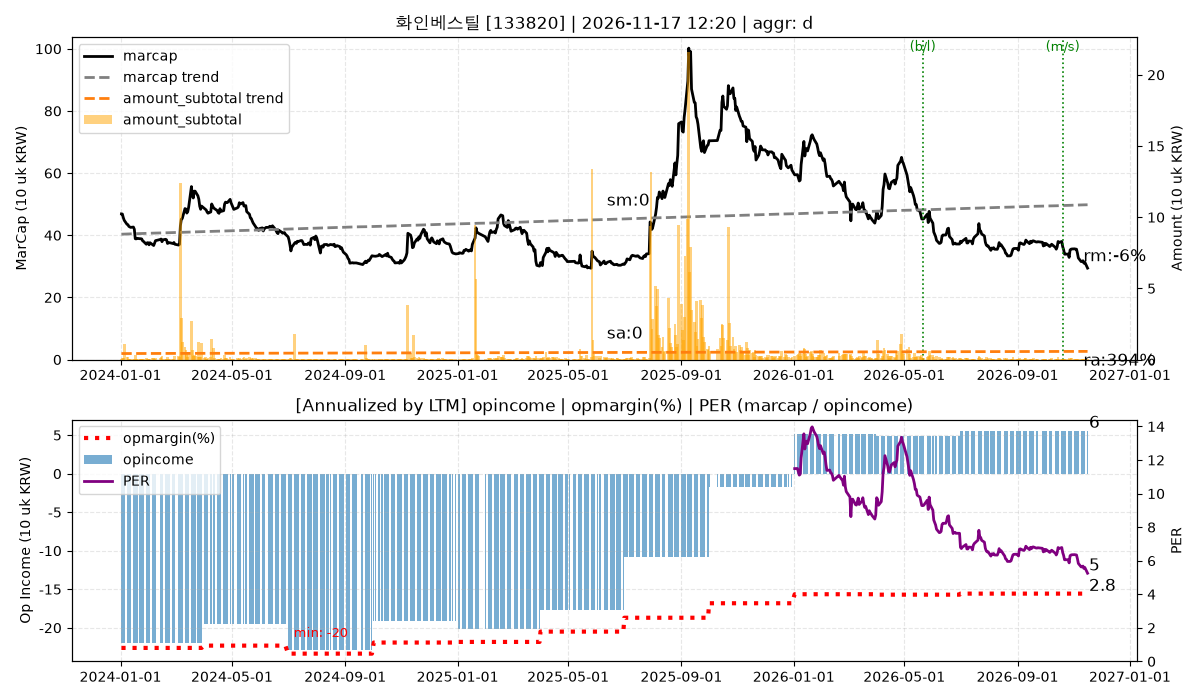 화인베스틸 [133820] | 2026-11-17 12:20 | aggr: d
marcap
marcap trend
amount_subtotal trend
amount_subtotal
(b/l)
(m/s)
sm:0
sa:0
rm:-6%
ra:394%
MarCap (10 uk KRW)
100
80
60
40
20
0
Amount (10 uk KRW)
20
15
10
5
0
2024-01-01 2024-05-01 2024-09-01 2025-01-01 2025-05-01 2025-09-01 2026-01-01 2026-05-01 2026-09-01 2027-01-01
[Annualized by LTM] opincome | opmargin(%) | PER (marcap / opincome)
opmargin(%)
opincome
PER
min: -20
6
5
2.8
Op Income (10 uk KRW)
5
0
-5
-10
-15
-20
PER
14
12
10
8
6
4
2
0
2024-01-01 2024-05-01 2024-09-01 2025-01-01 2025-05-01 2025-09-01 2026-01-01 2026-05-01 2026-09-01 2027-01-01